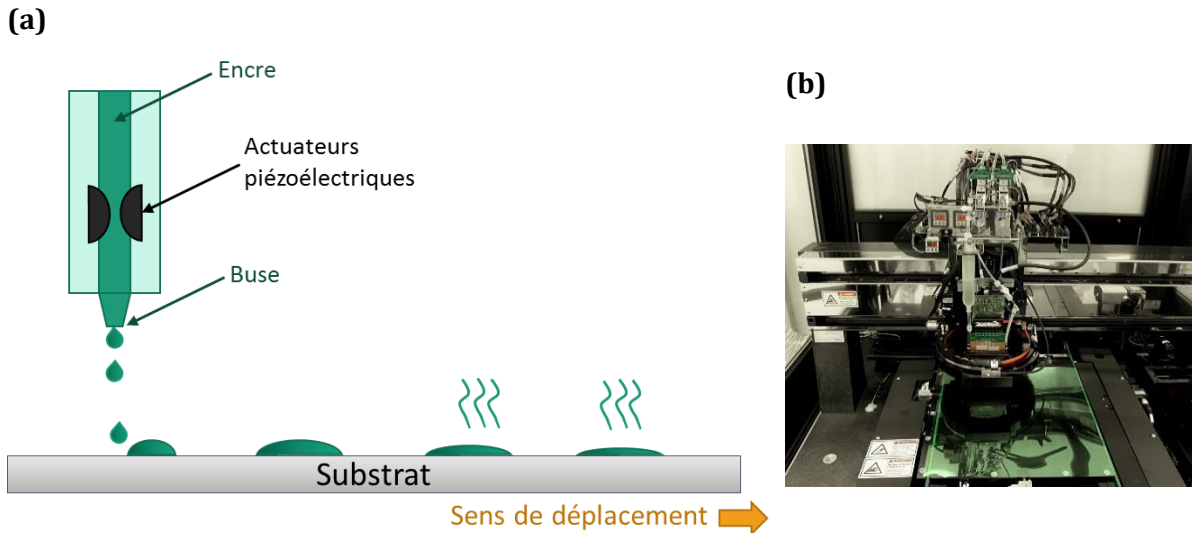 (a)
Encre
(b)
Actuateurs
piézoélectriques
Buse
Substrat
Sens de déplacement